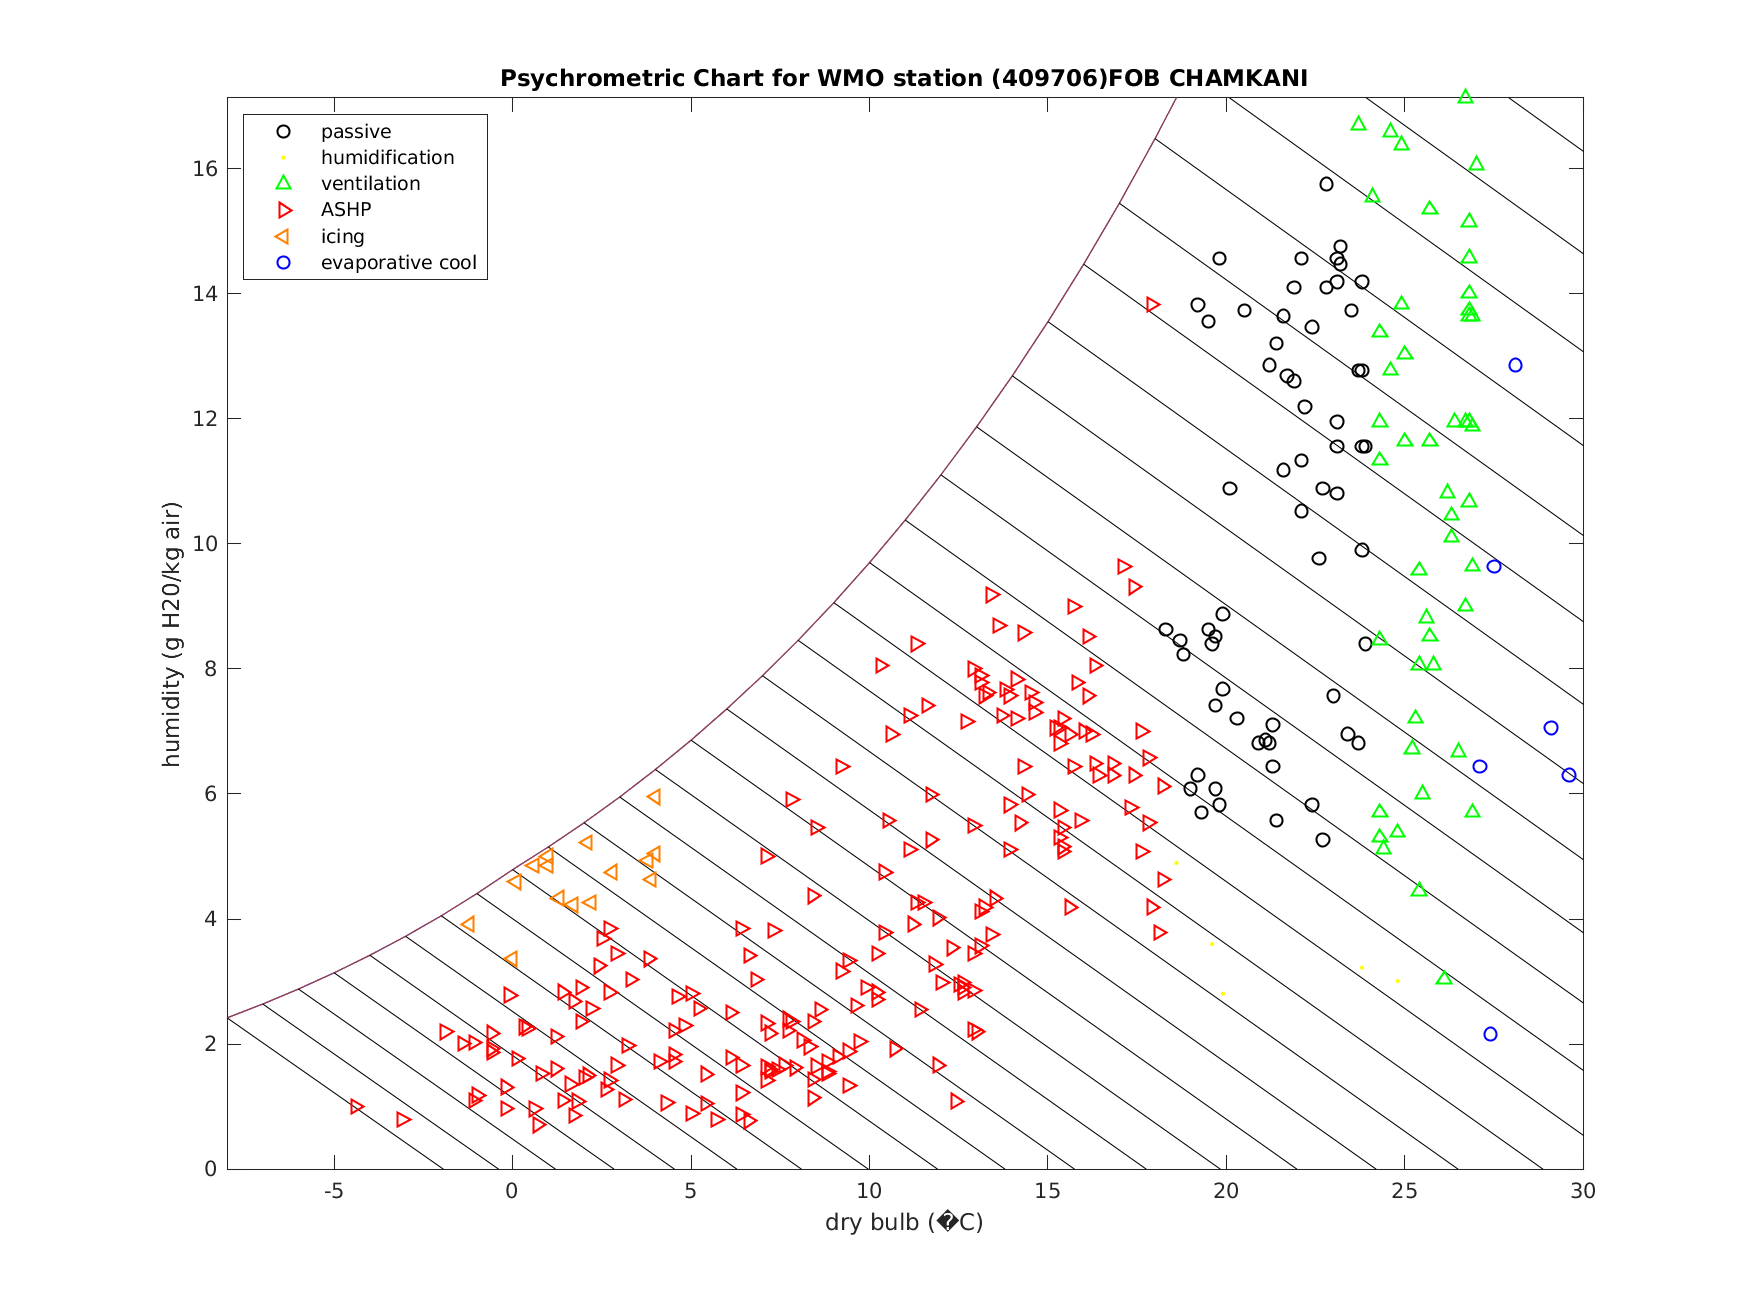 Psychrometric Chart for WMO station (409706)FOB CHAMKANI
passive
humidification
ventilation
ASHP
icing
evaporative cool
humidity (g H20/kg air)
16
14
12
10
8
6
4
2
0
-5
0
5
10
15
20
25
30
dry bulb (�C)